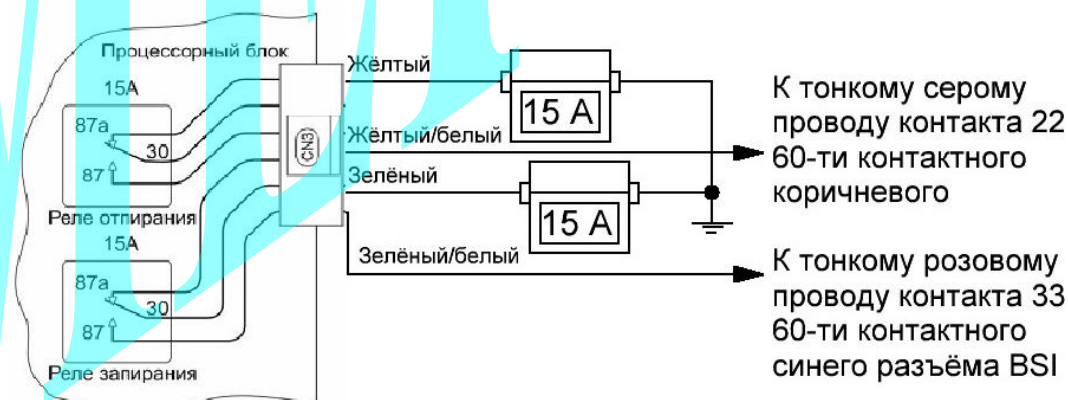 Процессорный блок
15А
87а
30
87
Реле отпирания
15А
87а
30
87
Реле запирания
CN3
Жёлтый
15 А
Жёлтый/белый
Зелёный
15 А
Зелёный/белый
К тонкому серому
проводу контакта 22
60-ти контактного
коричневого
К тонкому розовому
проводу контакта 33
60-ти контактного
синего разъёма BSI